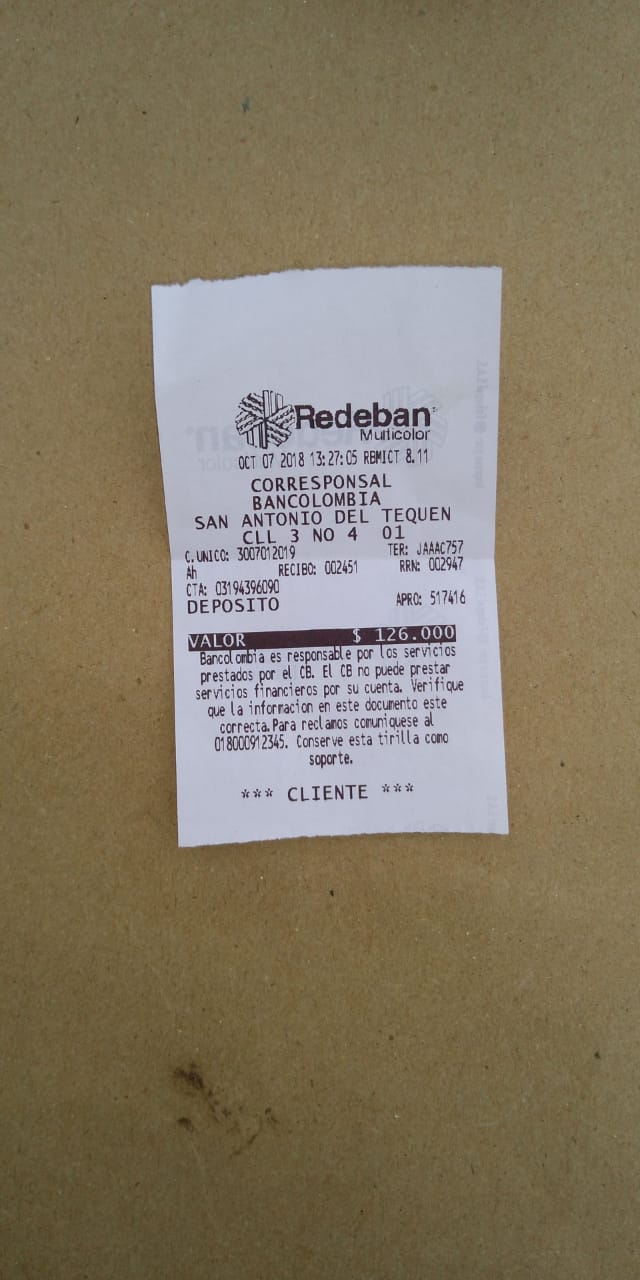 Redeban
Multicolor
OCT 07 2018 13:27:05 RBMICT 8.11
CORRESPONSAL
BANCOLOMBIA
SAN ANTONIO DEL TEQUEN
CLL 3 NO 4 01
C.UNICO: 3007012019 TER: JAAAC757
Ah RECIBO: 002451 RRN: 002947
CTA: 03194396090
DEPOSITO APRO: 517416
VALOR $ 126.000
Bancolombia es responsable por los servicios
prestados por el CB. El CB no puede prestar
servicios financieros por su cuenta. Verifique
que la informacion en este documento este
correcta. Para reclamos comuniquese al
018000912345. Conserve esta tirilla como
soporte.
*** CLIENTE ***